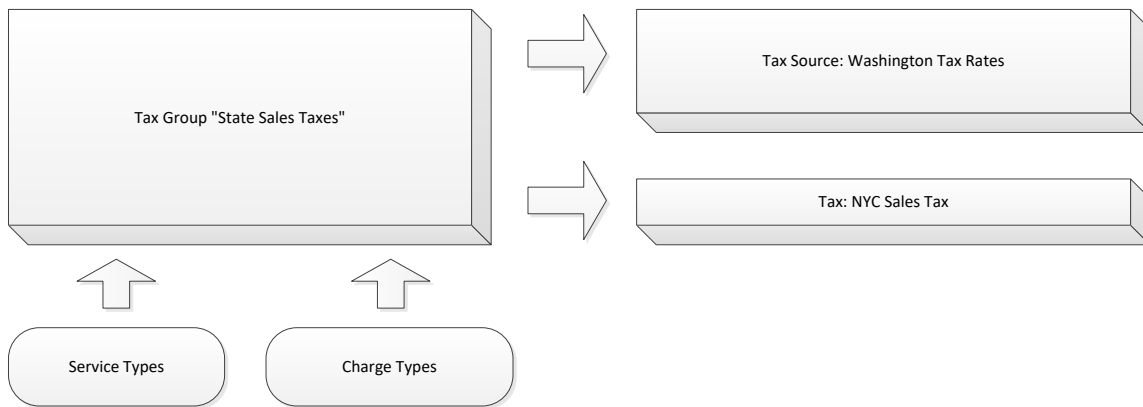 Tax Group "State Sales Taxes"
Tax Source: Washington Tax Rates
Tax: NYC Sales Tax
Service Types
Charge Types